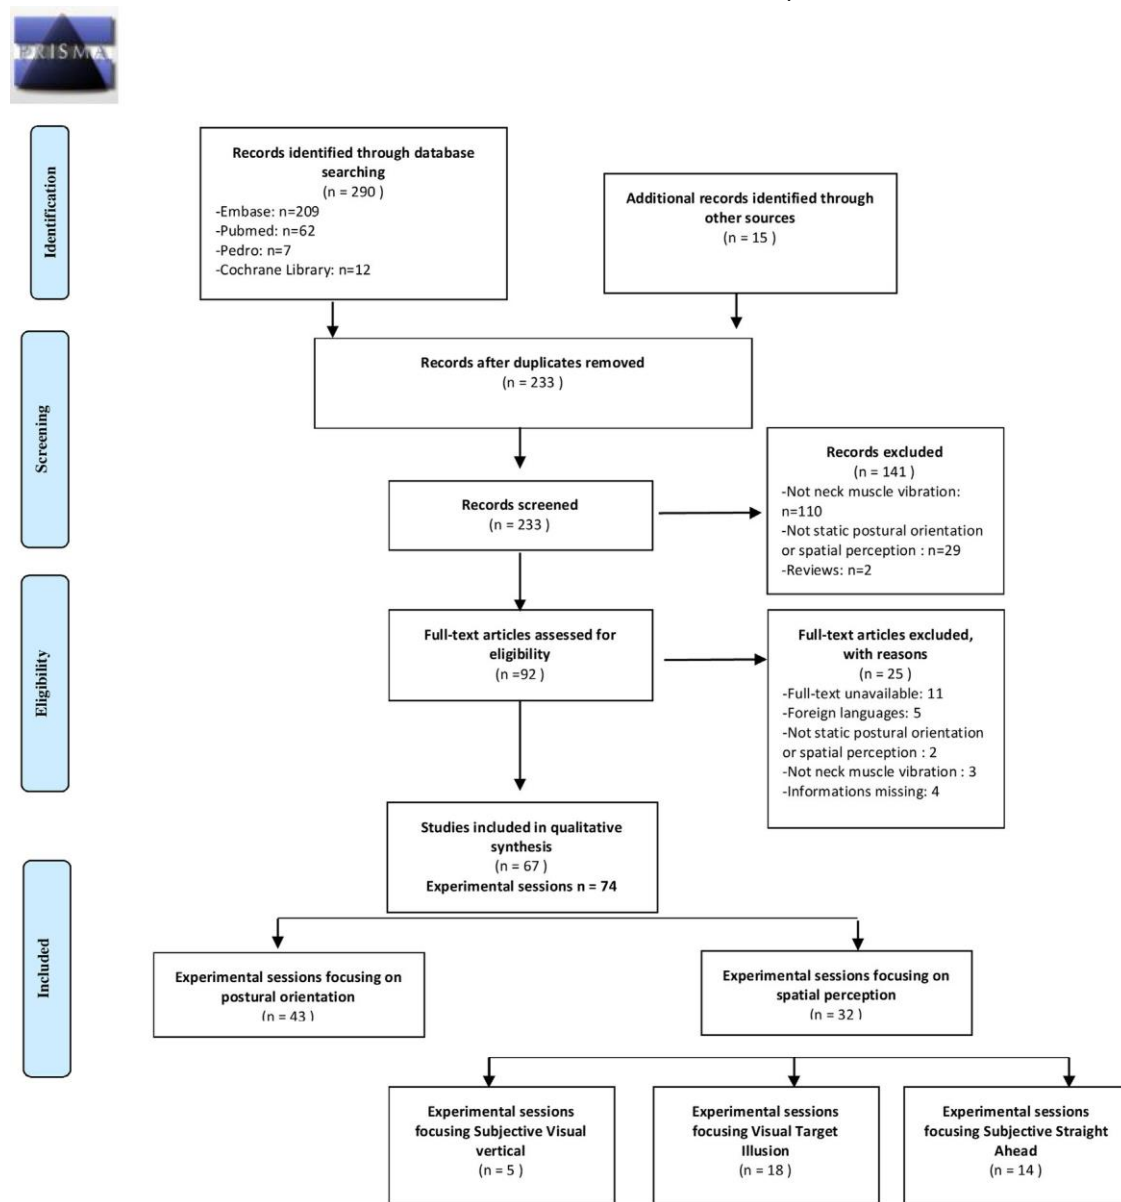 PRISMA
Identification
Records identified through database
searching
(n = 290 )
-Embase: n=209
-Pubmed: n=62
-Pedro: n=7
-Cochrane Library: n=12
Additional records identified through
other sources
(n = 15 )
Screening
Records after duplicates removed
(n = 233 )
Records screened
(n = 233 )
Records excluded
(n = 141 )
-Not neck muscle vibration:
n=110
-Not static postural orientation
or spatial perception : n=29
-Reviews: n=2
Eligibility
Full-text articles assessed for
eligibility
(n =92 )
Full-text articles excluded,
with reasons
(n = 25 )
-Full-text unavailable: 11
-Foreign languages: 5
-Not static postural orientation
or spatial perception : 2
-Not neck muscle vibration : 3
-Informations missing: 4
Included
Studies included in qualitative
synthesis
(n = 67 )
Experimental sessions n = 74
Experimental sessions focusing on
postural orientation
(n = 43 )
Experimental sessions focusing on
spatial perception
(n = 32 )
Experimental sessions
focusing Subjective Visual
vertical
(n = 5 )
Experimental sessions
focusing Visual Target
Illusion
(n = 18 )
Experimental sessions
focusing Subjective Straight
Ahead
(n = 14 )